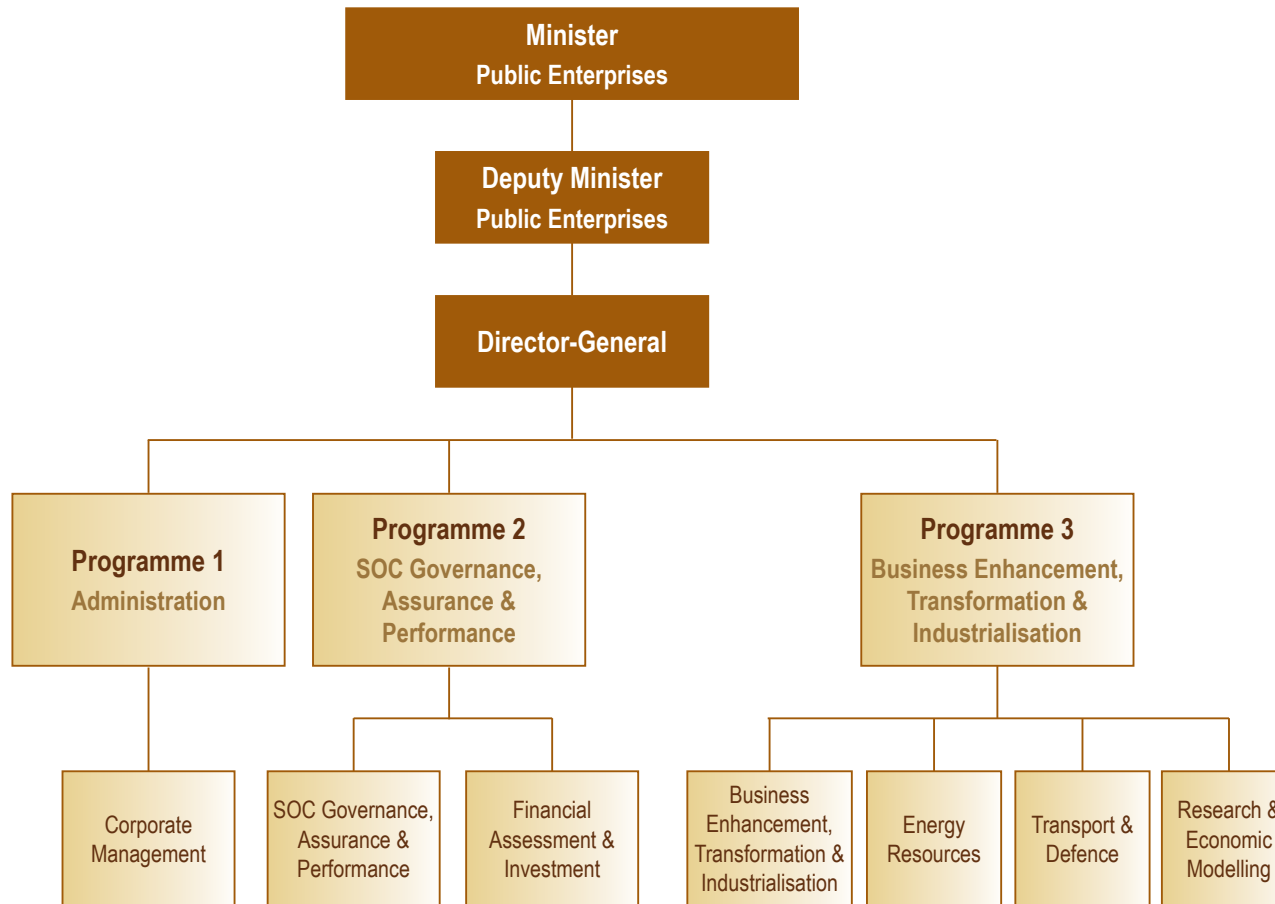 Minister
Public Enterprises
Deputy Minister
Public Enterprises
Director-General
Programme 1
Administration
Programme 2
SOC Governance,
Assurance &
Performance
Programme 3
Business Enhancement,
Transformation &
Industrialisation
Corporate
Management
SOC Governance,
Assurance &
Performance
Financial
Assessment &
Investment
Business
Enhancement,
Transformation &
Industrialisation
Energy
Resources
Transport &
Defence
Research &
Economic
Modelling